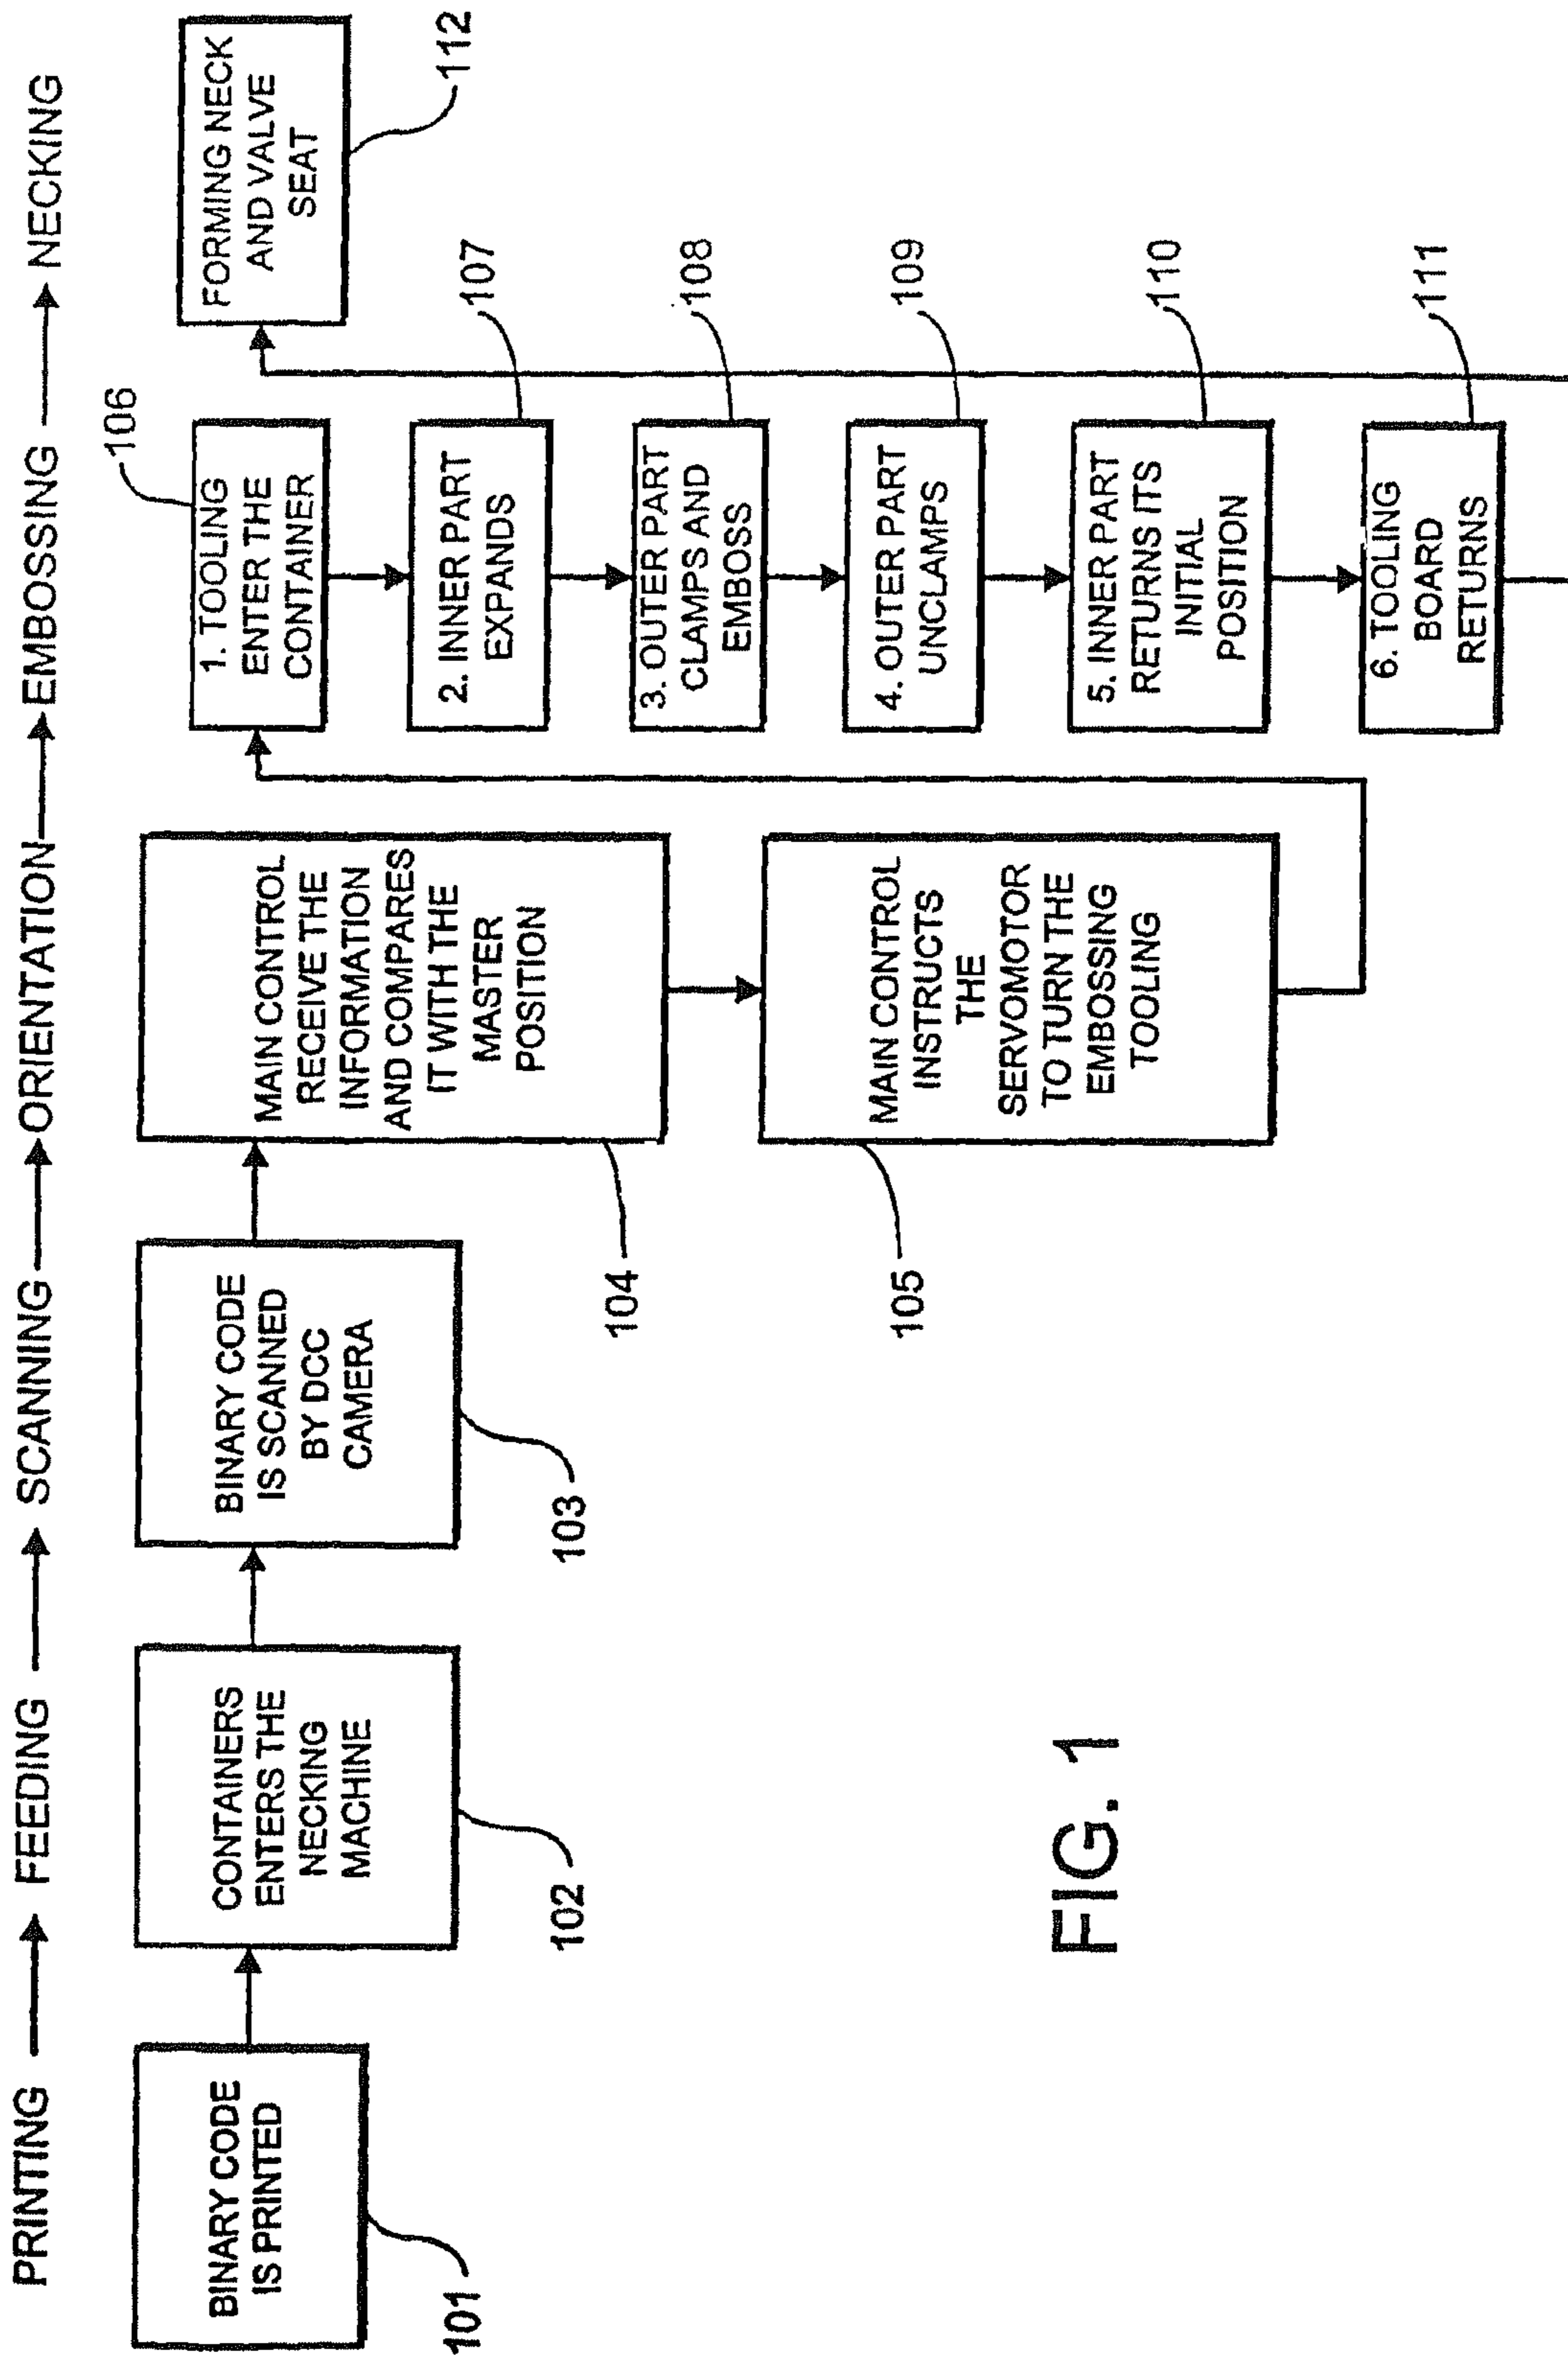 PRINTING FEEDING SCANNING ORIENTATION EMBOSSING NECKING
BINARY CODE
IS PRINTED
101
CONTAINERS
ENTERS THE
NECKING
MACHINE
102
BINARY CODE
IS SCANNED
BY DCC
CAMERA
103
MAIN CONTROL
RECEIVE THE
INFORMATION
AND COMPARES
IT WITH THE
MASTER
POSITION
104
MAIN CONTROL
INSTRUCTS
THE
SERVOMOTOR
TO TURN THE
EMBOSSING
TOOLING
105
106
1. TOOLING
ENTER THE
CONTAINER
2. INNER PART
EXPANDS
107
3. OUTER PART
CLAMPS AND
EMBOSS
108
4. OUTER PART
UNCLAMPS
109
5. INNER PART
RETURNS ITS
INITIAL
POSITION
110
6. TOOLING
BOARD
RETURNS
111
FORMING NECK
AND VALVE
SEAT
112
FIG. 1